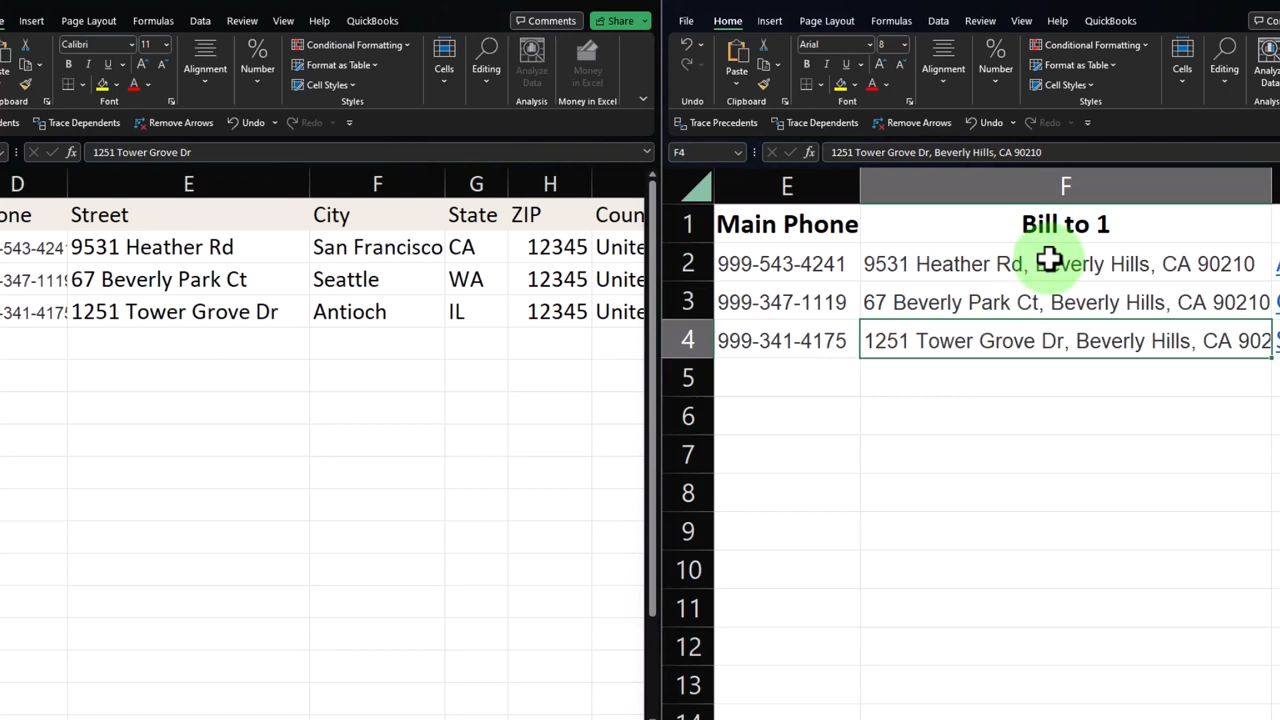 Insert Page Layout Formulas Data Review View Help QuickBooks Comments Share
Calibri 11
B I U
Font
Alignment
Number
Conditional Formatting
Format as Table
Cell Styles
Styles
Cells
Editing
Analyze
Data
Analysis
Money in
Excel
Money in Excel
Trace Dependents Remove Arrows Undo Redo
fx 1251 Tower Grove Dr
D E F G H
Street City State ZIP Coun
9531 Heather Rd San Francisco CA 12345 Unite
67 Beverly Park Ct Seattle WA 12345 Unite
1251 Tower Grove Dr Antioch IL 12345 Unite
File Home Insert Page Layout Formulas Data Review View Help QuickBooks
Undo
Paste
Clipboard
Arial 8
B I U
Font
Alignment
Number
Conditional Formatting
Format as Table
Cell Styles
Styles
Cells
Editing
Trace Precedents Trace Dependents Remove Arrows Undo Redo
F4 fx 1251 Tower Grove Dr, Beverly Hills, CA 90210
E F
1 Main Phone Bill to 1
2 999-543-4241 9531 Heather Rd, Beverly Hills, CA 90210
3 999-347-1119 67 Beverly Park Ct, Beverly Hills, CA 90210
4 999-341-4175 1251 Tower Grove Dr, Beverly Hills, CA 902
5
6
7
8
9
10
11
12
13